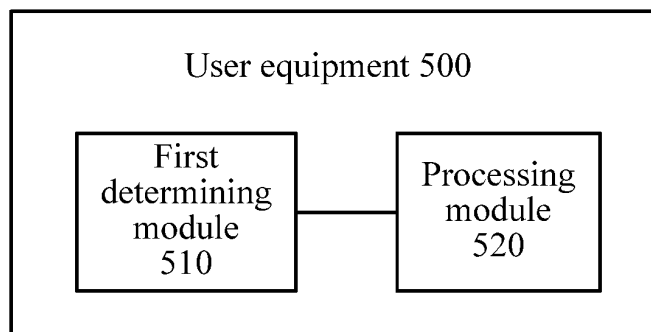 User equipment 500
First
determining
module
510
Processing
module
520